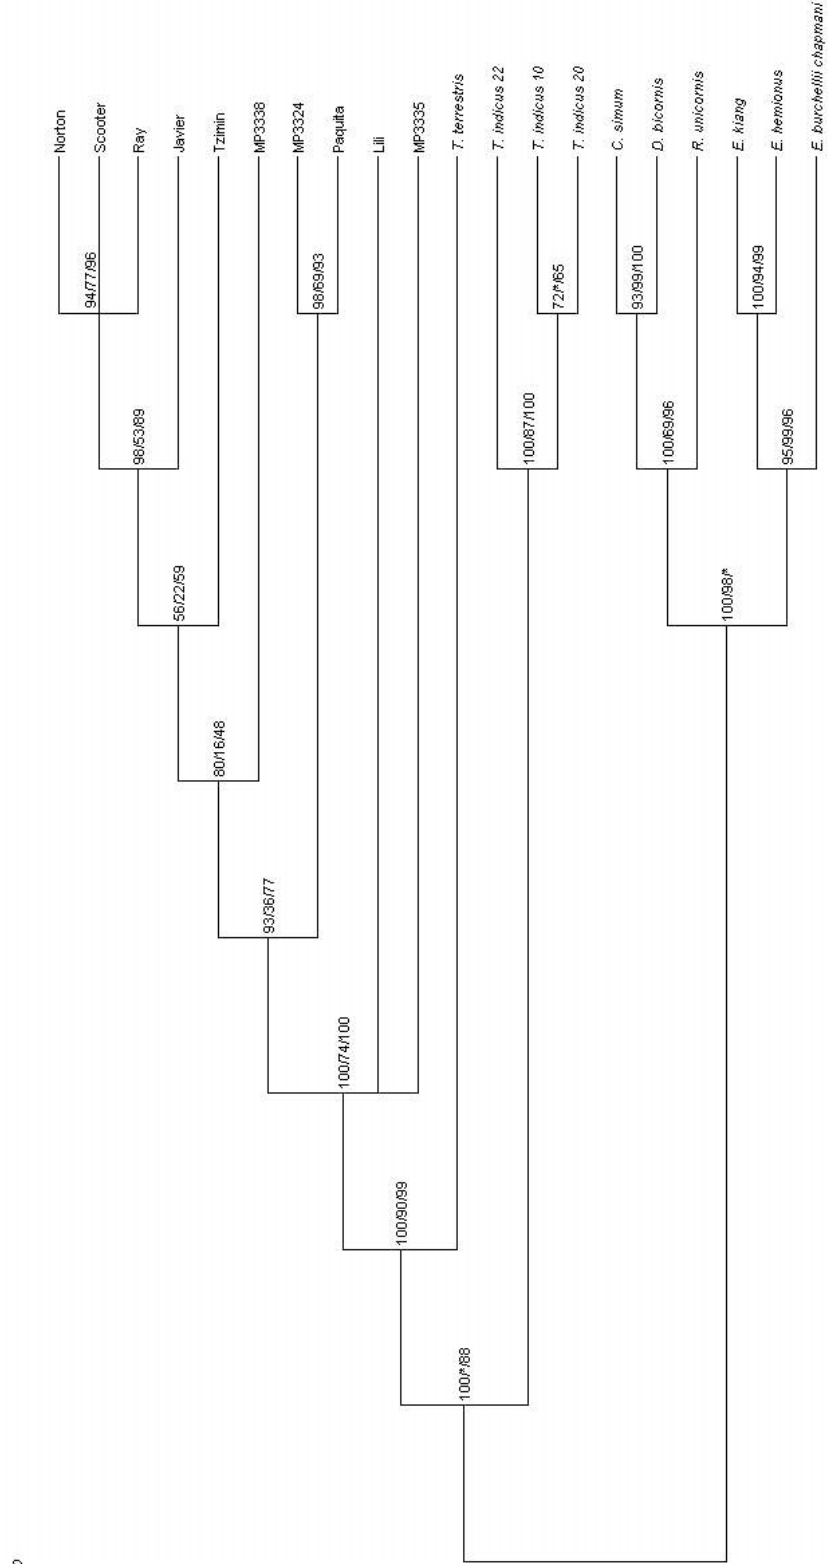 Norton
Scooter
Ray
Javier
Tzimin
MP3338
MP3324
Paquita
Lili
MP3335
T. terrestris
T. indicus 22
T. indicus 10
T. indicus 20
C. simum
D. bicornis
R. unicornis
E. kiang
E. hemionus
E. burchellii chapmani
94/77/96
98/69/93
72/*/65
93/99/100
100/94/99
98/53/89
100/87/100
100/69/96
95/99/96
56/22/59
100/98/*
80/16/48
93/36/77
100/74/100
100/90/99
100/*/88